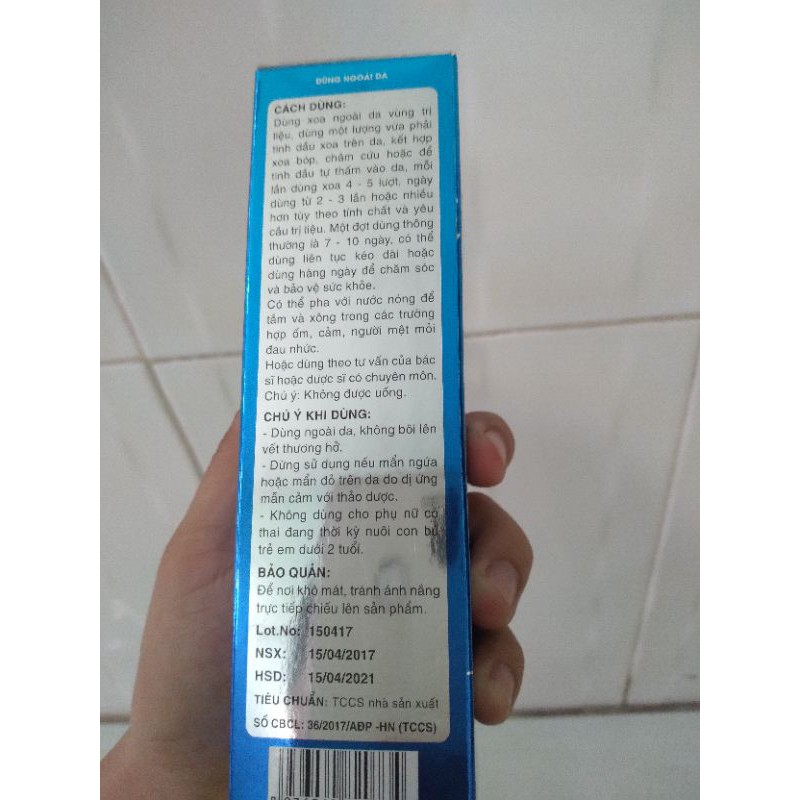 DÙNG NGOÀI DA
CÁCH DÙNG:
Dùng xoa ngoài da vùng trị
liệu, dùng một lượng vừa phải
tinh dầu xoa trên da, kết hợp
xoa bóp, châm cứu hoặc để
tinh dầu tự thấm vào da, mỗi
lần dùng xoa 4 - 5 lượt, ngày
dùng từ 2 - 3 lần hoặc nhiều
hơn tùy theo tính chất và yêu
cầu trị liệu. Một đợt dùng thông
thường là 7 - 10 ngày, có thể
dùng liên tục kéo dài hoặc
dùng hàng ngày để chăm sóc
và bảo vệ sức khỏe.
Có thể pha với nước nóng để
tắm và xông trong các trường
hợp ốm, cảm, người mệt mỏi
đau nhức.
Hoặc dùng theo tư vấn của bác
sĩ hoặc dược sĩ có chuyên môn.
Chú ý: Không được uống.
CHÚ Ý KHI DÙNG:
- Dùng ngoài da, không bôi lên
vết thương hở.
- Dừng sử dụng nếu mẩn ngứa
hoặc mẩn đỏ trên da do dị ứng
mẫn cảm với thảo dược.
- Không dùng cho phụ nữ có
thai đang thời kỳ nuôi con bú
trẻ em dưới 2 tuổi.
BẢO QUẢN:
Để nơi khô mát, tránh ánh nắng
trực tiếp chiếu lên sản phẩm.
Lot.No: 150417
NSX: 15/04/2017
HSD: 15/04/2021
TIÊU CHUẨN: TCCS nhà sản xuất
SỐ CBCL: 36/2017/AĐP -HN (TCCS)